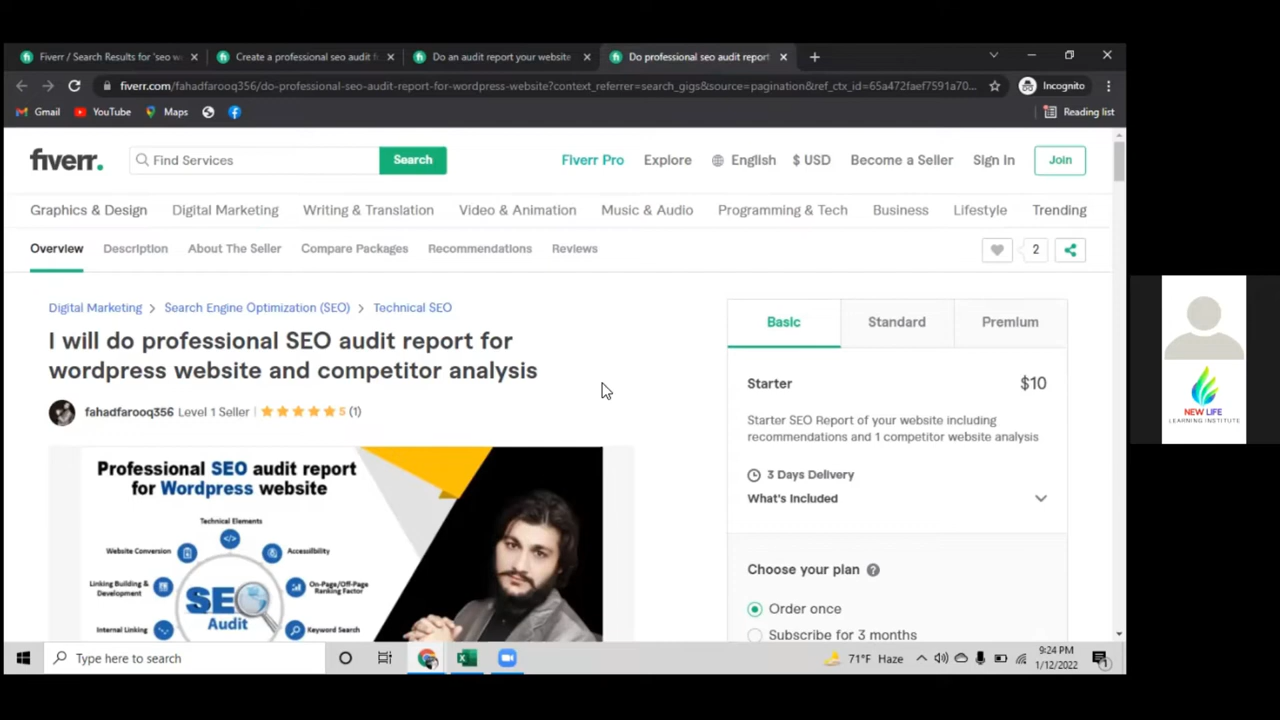 Fiverr / Search Results for 'seo w
Create a professional seo audit f
Do an audit report your website
Do professional seo audit report
fiverr.com/fahadfarooq356/do-professional-seo-audit-report-for-wordpress-website?context_referrer=search_gigs&source=pagination&ref_ctx_id=65a472faef7591a70...
Incognito
Gmail
YouTube
Maps
Reading list
fiverr.
Find Services
Search
Fiverr Pro
Explore
English
$ USD
Become a Seller
Sign In
Join
Graphics & Design
Digital Marketing
Writing & Translation
Video & Animation
Music & Audio
Programming & Tech
Business
Lifestyle
Trending
Overview
Description
About The Seller
Compare Packages
Recommendations
Reviews
2
Digital Marketing
Search Engine Optimization (SEO)
Technical SEO
I will do professional SEO audit report for
wordpress website and competitor analysis
fahadfarooq356 Level 1 Seller 5 (1)
Professional SEO audit report
for Wordpress website
Technical Elements
Website Conversion
Accessibility
Linking Building &
Development
On-Page/Off-Page
Ranking Factor
SEO
Audit
Internal Linking
Keyword Search
Basic
Standard
Premium
Starter
$10
Starter SEO Report of your website including
recommendations and 1 competitor website analysis
3 Days Delivery
What's Included
Choose your plan
Order once
Subscribe for 3 months
NEW LIFE
LEARNING INSTITUTE
Type here to search
71°F Haze
9:24 PM
1/12/2022
1